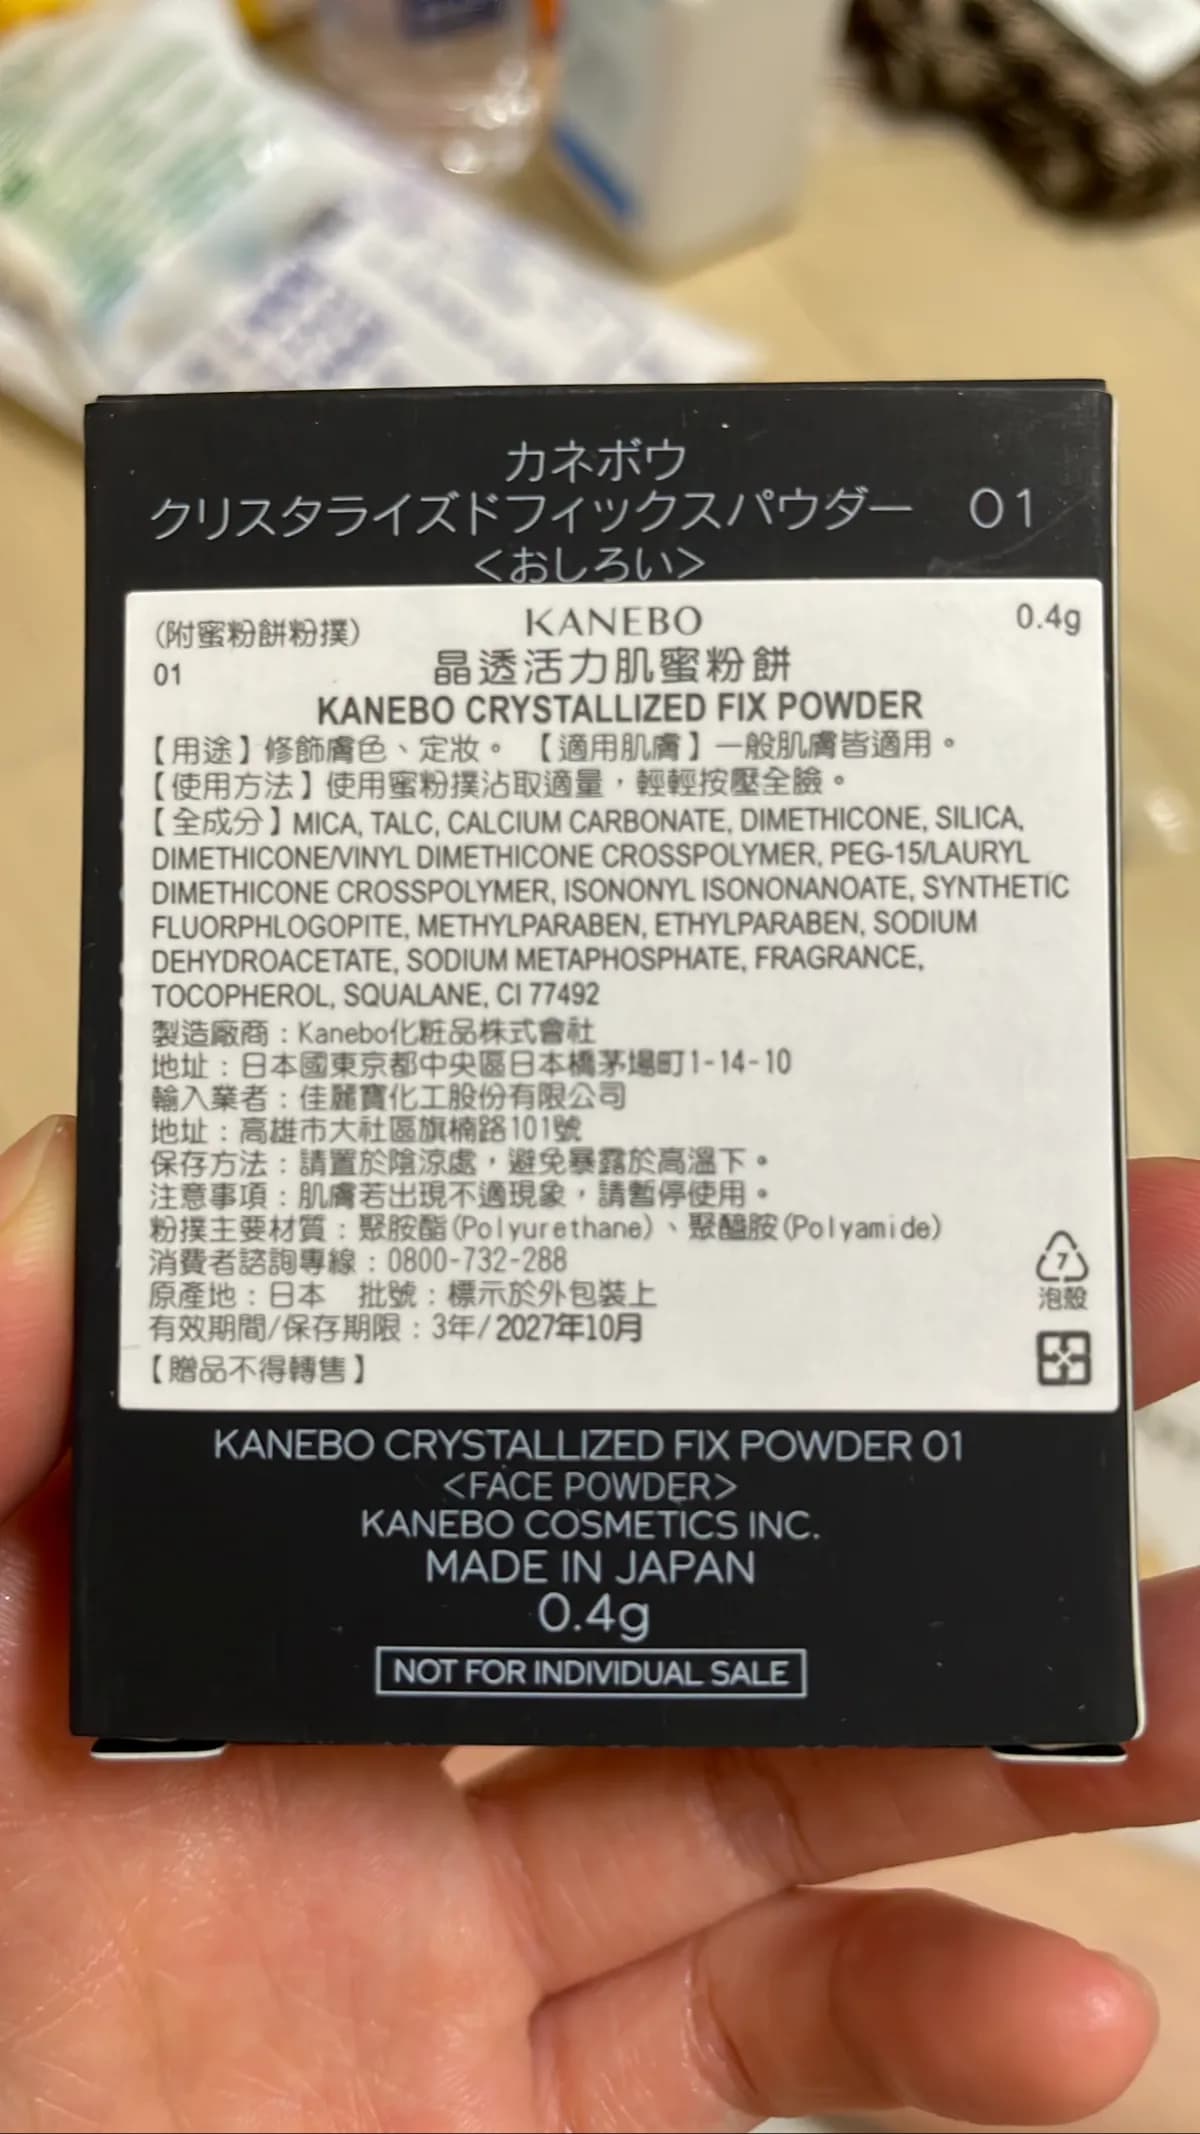 カネボウ
クリスタライズドフィックスパウダー 01
<おしろい>
(附蜜粉餅粉撲) KANEBO 0.4g
01 晶透活力肌蜜粉餅
KANEBO CRYSTALLIZED FIX POWDER
【用途】修飾膚色、定妝。【適用肌膚】一般肌膚皆適用。
【使用方法】使用蜜粉撲沾取適量，輕輕按壓全臉。
【全成分】MICA, TALC, CALCIUM CARBONATE, DIMETHICONE, SILICA,
DIMETHICONE/VINYL DIMETHICONE CROSSPOLYMER, PEG-15/LAURYL
DIMETHICONE CROSSPOLYMER, ISONONYL ISONONANOATE, SYNTHETIC
FLUORPHLOGOPITE, METHYLPARABEN, ETHYLPARABEN, SODIUM
DEHYDROACETATE, SODIUM METAPHOSPHATE, FRAGRANCE,
TOCOPHEROL, SQUALANE, CI 77492
製造廠商：Kanebo化粧品株式會社
地址：日本國東京都中央區日本橋茅場町1-14-10
輸入業者：佳麗寶化工股份有限公司
地址：高雄市大社區旗楠路101號
保存方法：請置於陰涼處，避免暴露於高溫下。
注意事項：肌膚若出現不適現象，請暫停使用。
粉撲主要材質：聚胺酯(Polyurethane)、聚醯胺(Polyamide)
消費者諮詢專線：0800-732-288
原產地：日本 批號：標示於外包裝上
有效期間/保存期限：3年/2027年10月
【贈品不得轉售】
7
泡殼
KANEBO CRYSTALLIZED FIX POWDER 01
<FACE POWDER>
KANEBO COSMETICS INC.
MADE IN JAPAN
0.4g
NOT FOR INDIVIDUAL SALE